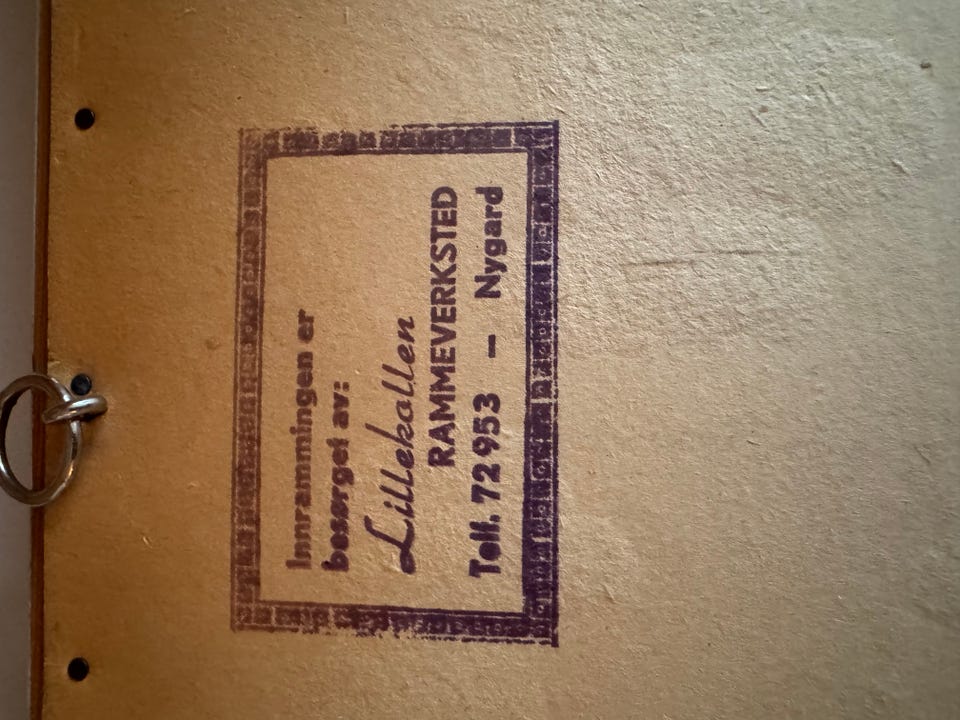 Innrammingen er
besørget av:
Lillekallen
RAMMEVERKSTED
Telf. 72 953 — Nygard